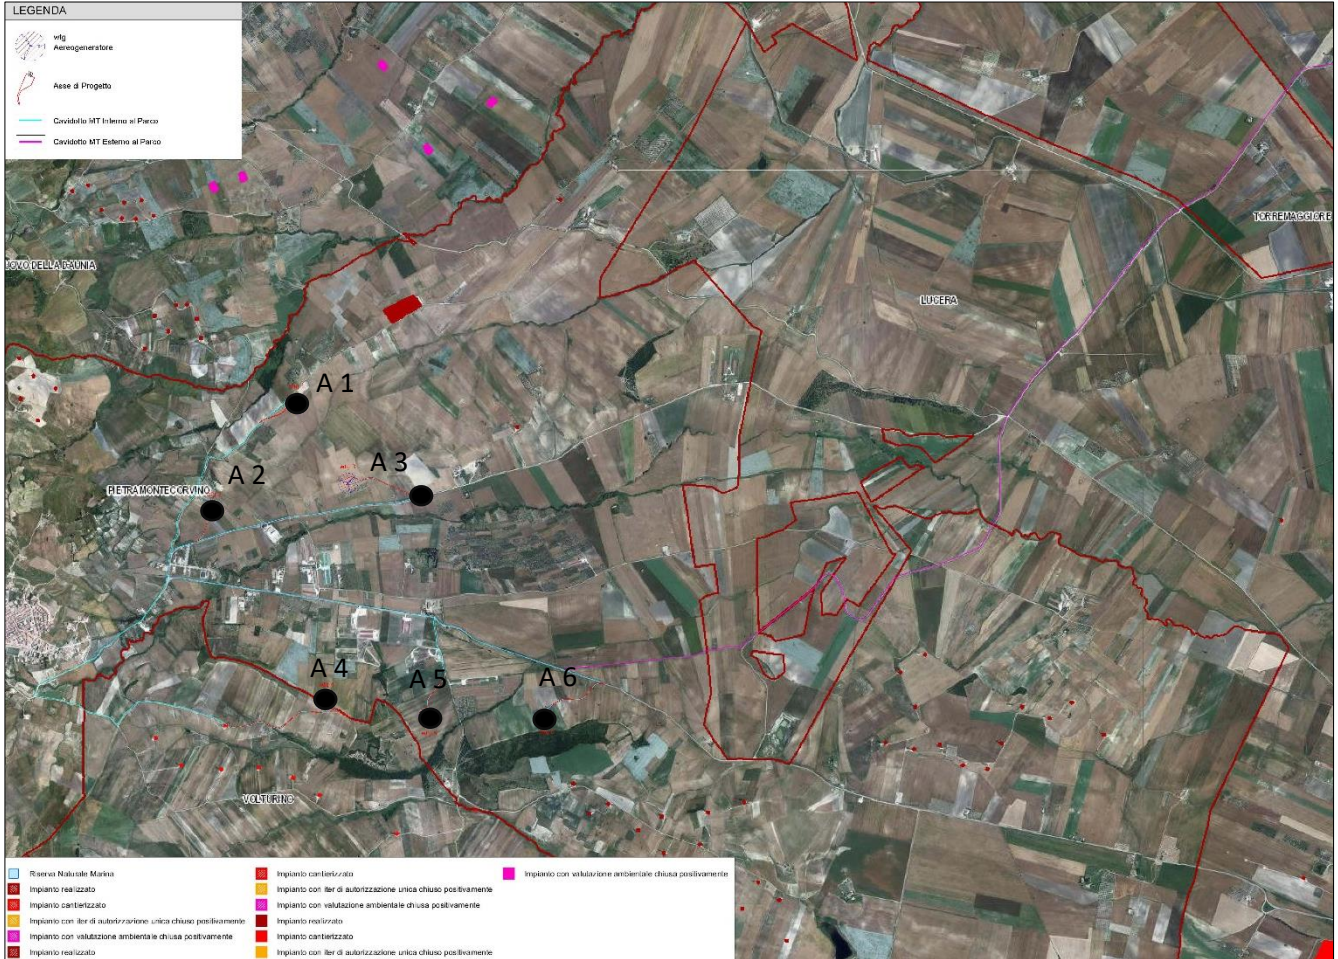 LEGENDA
wtg
Aereogeneratore
Asse di Progetto
Cavidotto MT Interno al Parco
Cavidotto MT Esterno al Parco
TORREMAGGIORE
LUCERA
A 1
A 2
A 3
PIETRAMONTECORVINO
A 4
A 5
A 6
VOLTURINO
Riserva Naturale Marina
Impianto realizzato
Impianto cantierizzato
Impianto con iter di autorizzazione unica chiuso positivamente
Impianto con valutazione ambientale chiusa positivamente
Impianto realizzato
Impianto cantierizzato
Impianto con iter di autorizzazione unica chiuso positivamente
Impianto con valutazione ambientale chiusa positivamente
Impianto realizzato
Impianto cantierizzato
Impianto con iter di autorizzazione unica chiuso positivamente
Impianto con valutazione ambientale chiusa positivamente